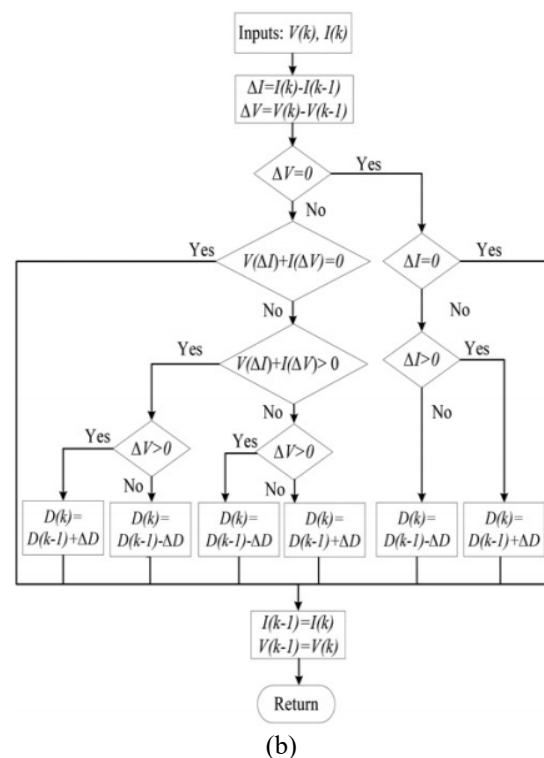 Inputs: V(k), I(k)
ΔI=I(k)-I(k-1)
ΔV=V(k)-V(k-1)
Yes
ΔV=0
No
Yes
V(ΔI)+I(ΔV)=0
ΔI=0
Yes
No
No
Yes
V(ΔI)+I(ΔV)> 0
ΔI>0
Yes
No
No
Yes
ΔV>0
Yes
ΔV>0
No
No
D(k)=
D(k-1)+ΔD
D(k)=
D(k-1)-ΔD
D(k)=
D(k-1)-ΔD
D(k)=
D(k-1)+ΔD
D(k)=
D(k-1)-ΔD
D(k)=
D(k-1)+ΔD
I(k-1)=I(k)
V(k-1)=V(k)
Return
(b)